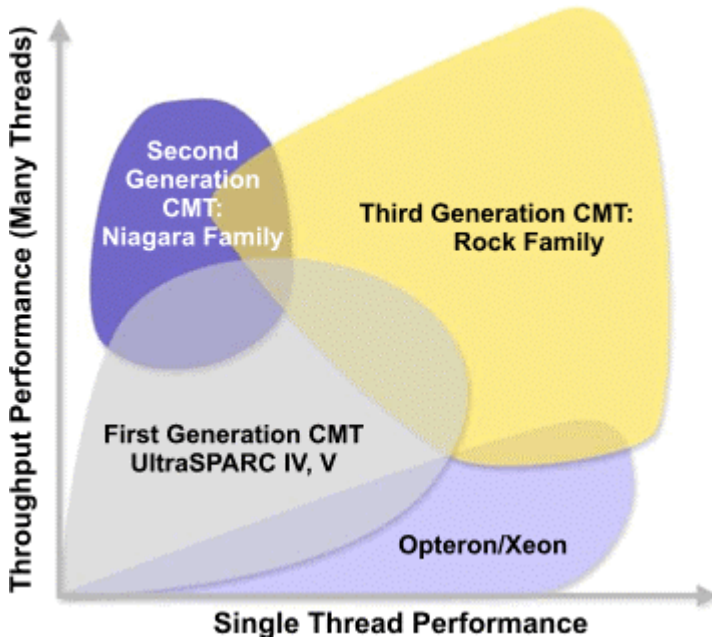 Throughput Performance (Many Threads)
Second
Generation
CMT:
Niagara Family
Third Generation CMT:
Rock Family
First Generation CMT
UltraSPARC IV, V
Opteron/Xeon
Single Thread Performance